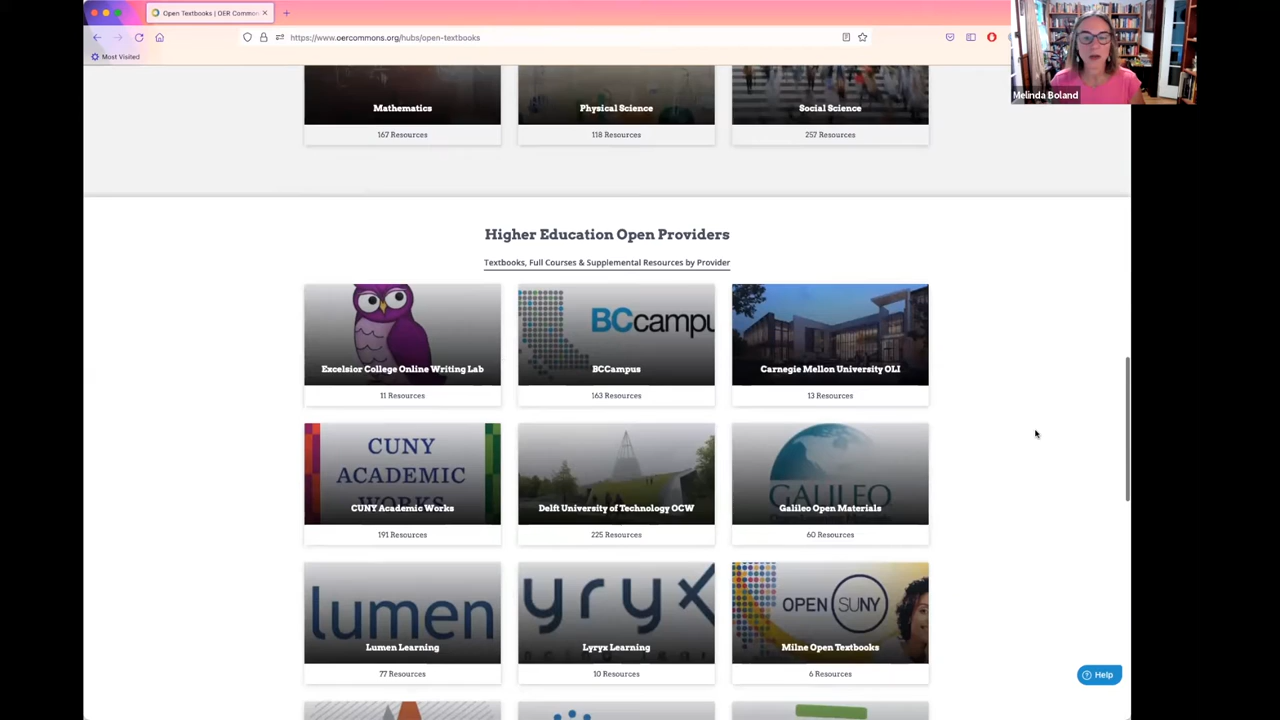 Open Textbooks | OER Common
https://www.oercommons.org/hubs/open-textbooks
Most Visited
Melinda Boland
Mathematics
Physical Science
Social Science
167 Resources
118 Resources
257 Resources
Higher Education Open Providers
Textbooks, Full Courses & Supplemental Resources by Provider
BCcampu
Excelsior College Online Writing Lab
BCCampus
Carnegie Mellon University OLI
11 Resources
163 Resources
13 Resources
CUNY
ACADEMIC
WORKS
GALILEO
CUNY Academic Works
Delft University of Technology OCW
Galileo Open Materials
191 Resources
225 Resources
60 Resources
lumen
yryx
OPEN SUNY
Lumen Learning
Lyryx Learning
Milne Open Textbooks
77 Resources
10 Resources
6 Resources
Help